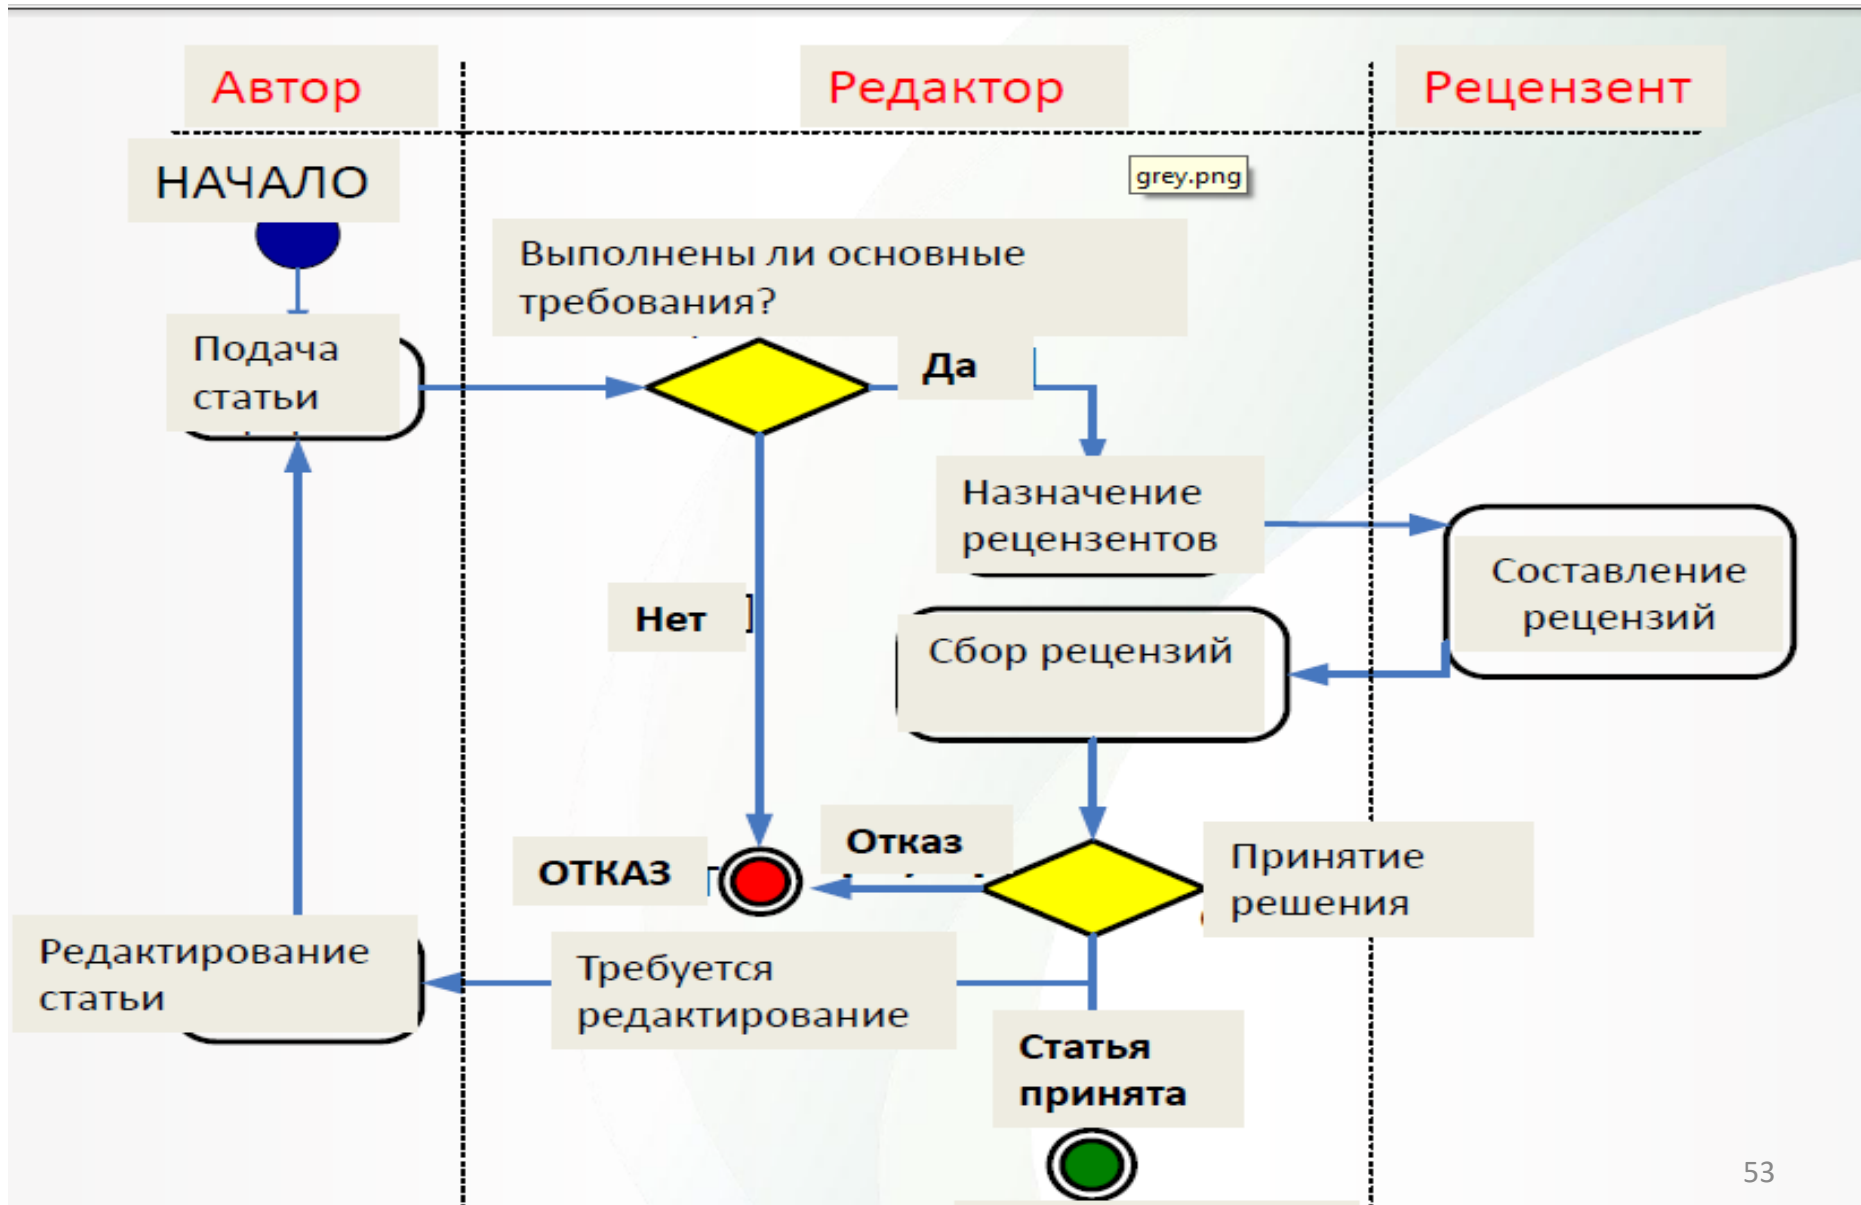 Автор
Редактор
Рецензент
НАЧАЛО
grey.png
Выполнены ли основные
требования?
Подача
статьи
Да
Назначение
рецензентов
Составление
рецензий
Нет
Сбор рецензий
Отказ
ОТКАЗ
Принятие
решения
Редактирование
статьи
Требуется
редактирование
Статья
принята
53